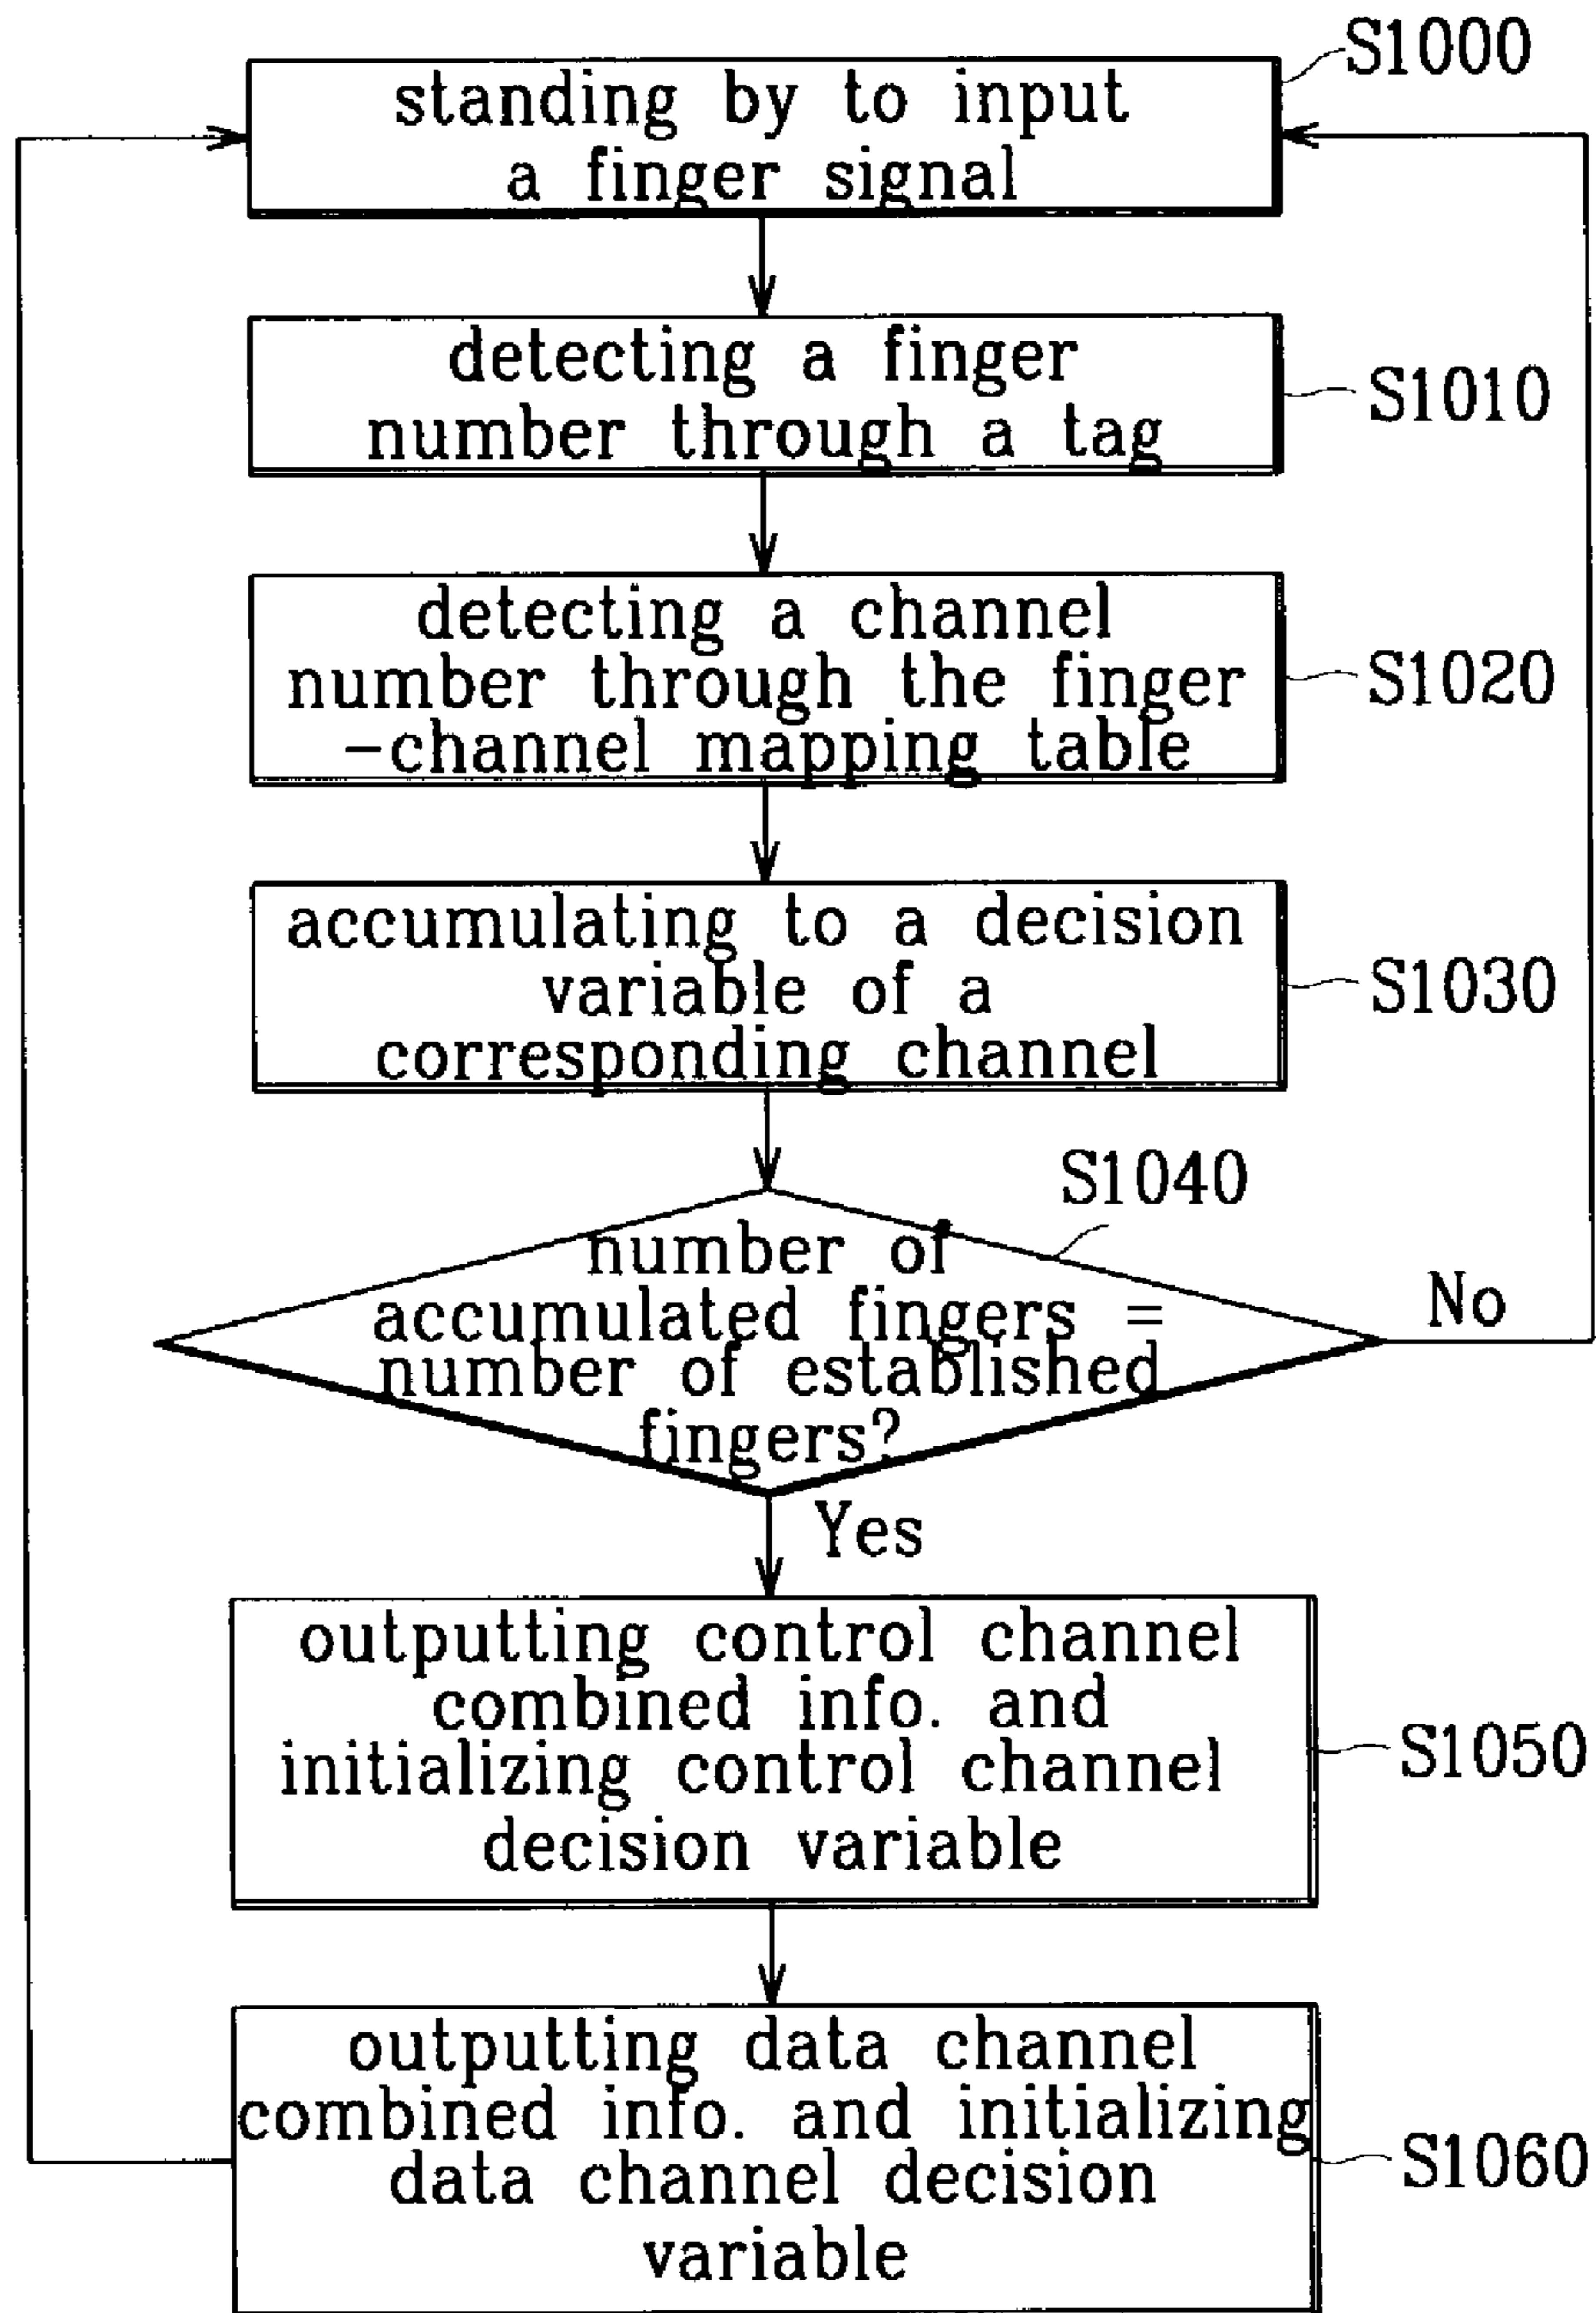 S1000
standing by to input
a finger signal
detecting a finger
number through a tag
S1010
detecting a channel
number through the finger
-channel mapping table
S1020
accumulating to a decision
variable of a
corresponding channel
S1030
S1040
number of
accumulated fingers =
number of established
fingers?
No
Yes
outputting control channel
combined info. and
initializing control channel
decision variable
S1050
outputting data channel
combined info. and initializing
data channel decision
variable
S1060